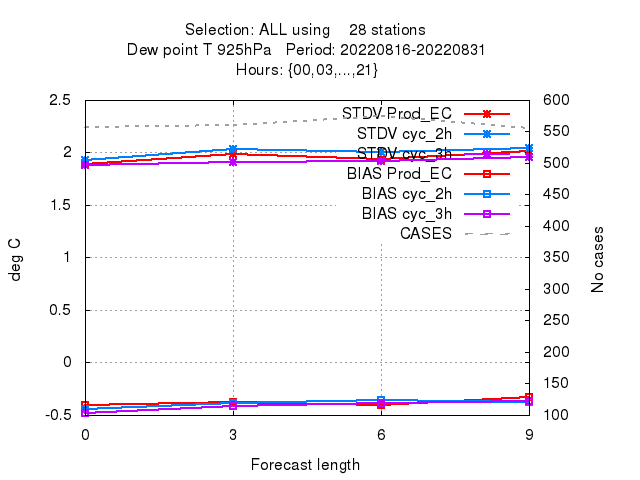 Selection: ALL using 28 stations
Dew point T 925hPa Period: 20220816-20220831
Hours: {00,03,...,21}
2.5
2
1.5
1
0.5
0
-0.5
600
550
500
450
400
350
300
250
200
150
100
STDV Prod_EC
STDV cyc_2h
STDV cyc_3h
BIAS Prod_EC
BIAS cyc_2h
BIAS cyc_3h
CASES
deg C
No cases
0 3 6 9
Forecast length